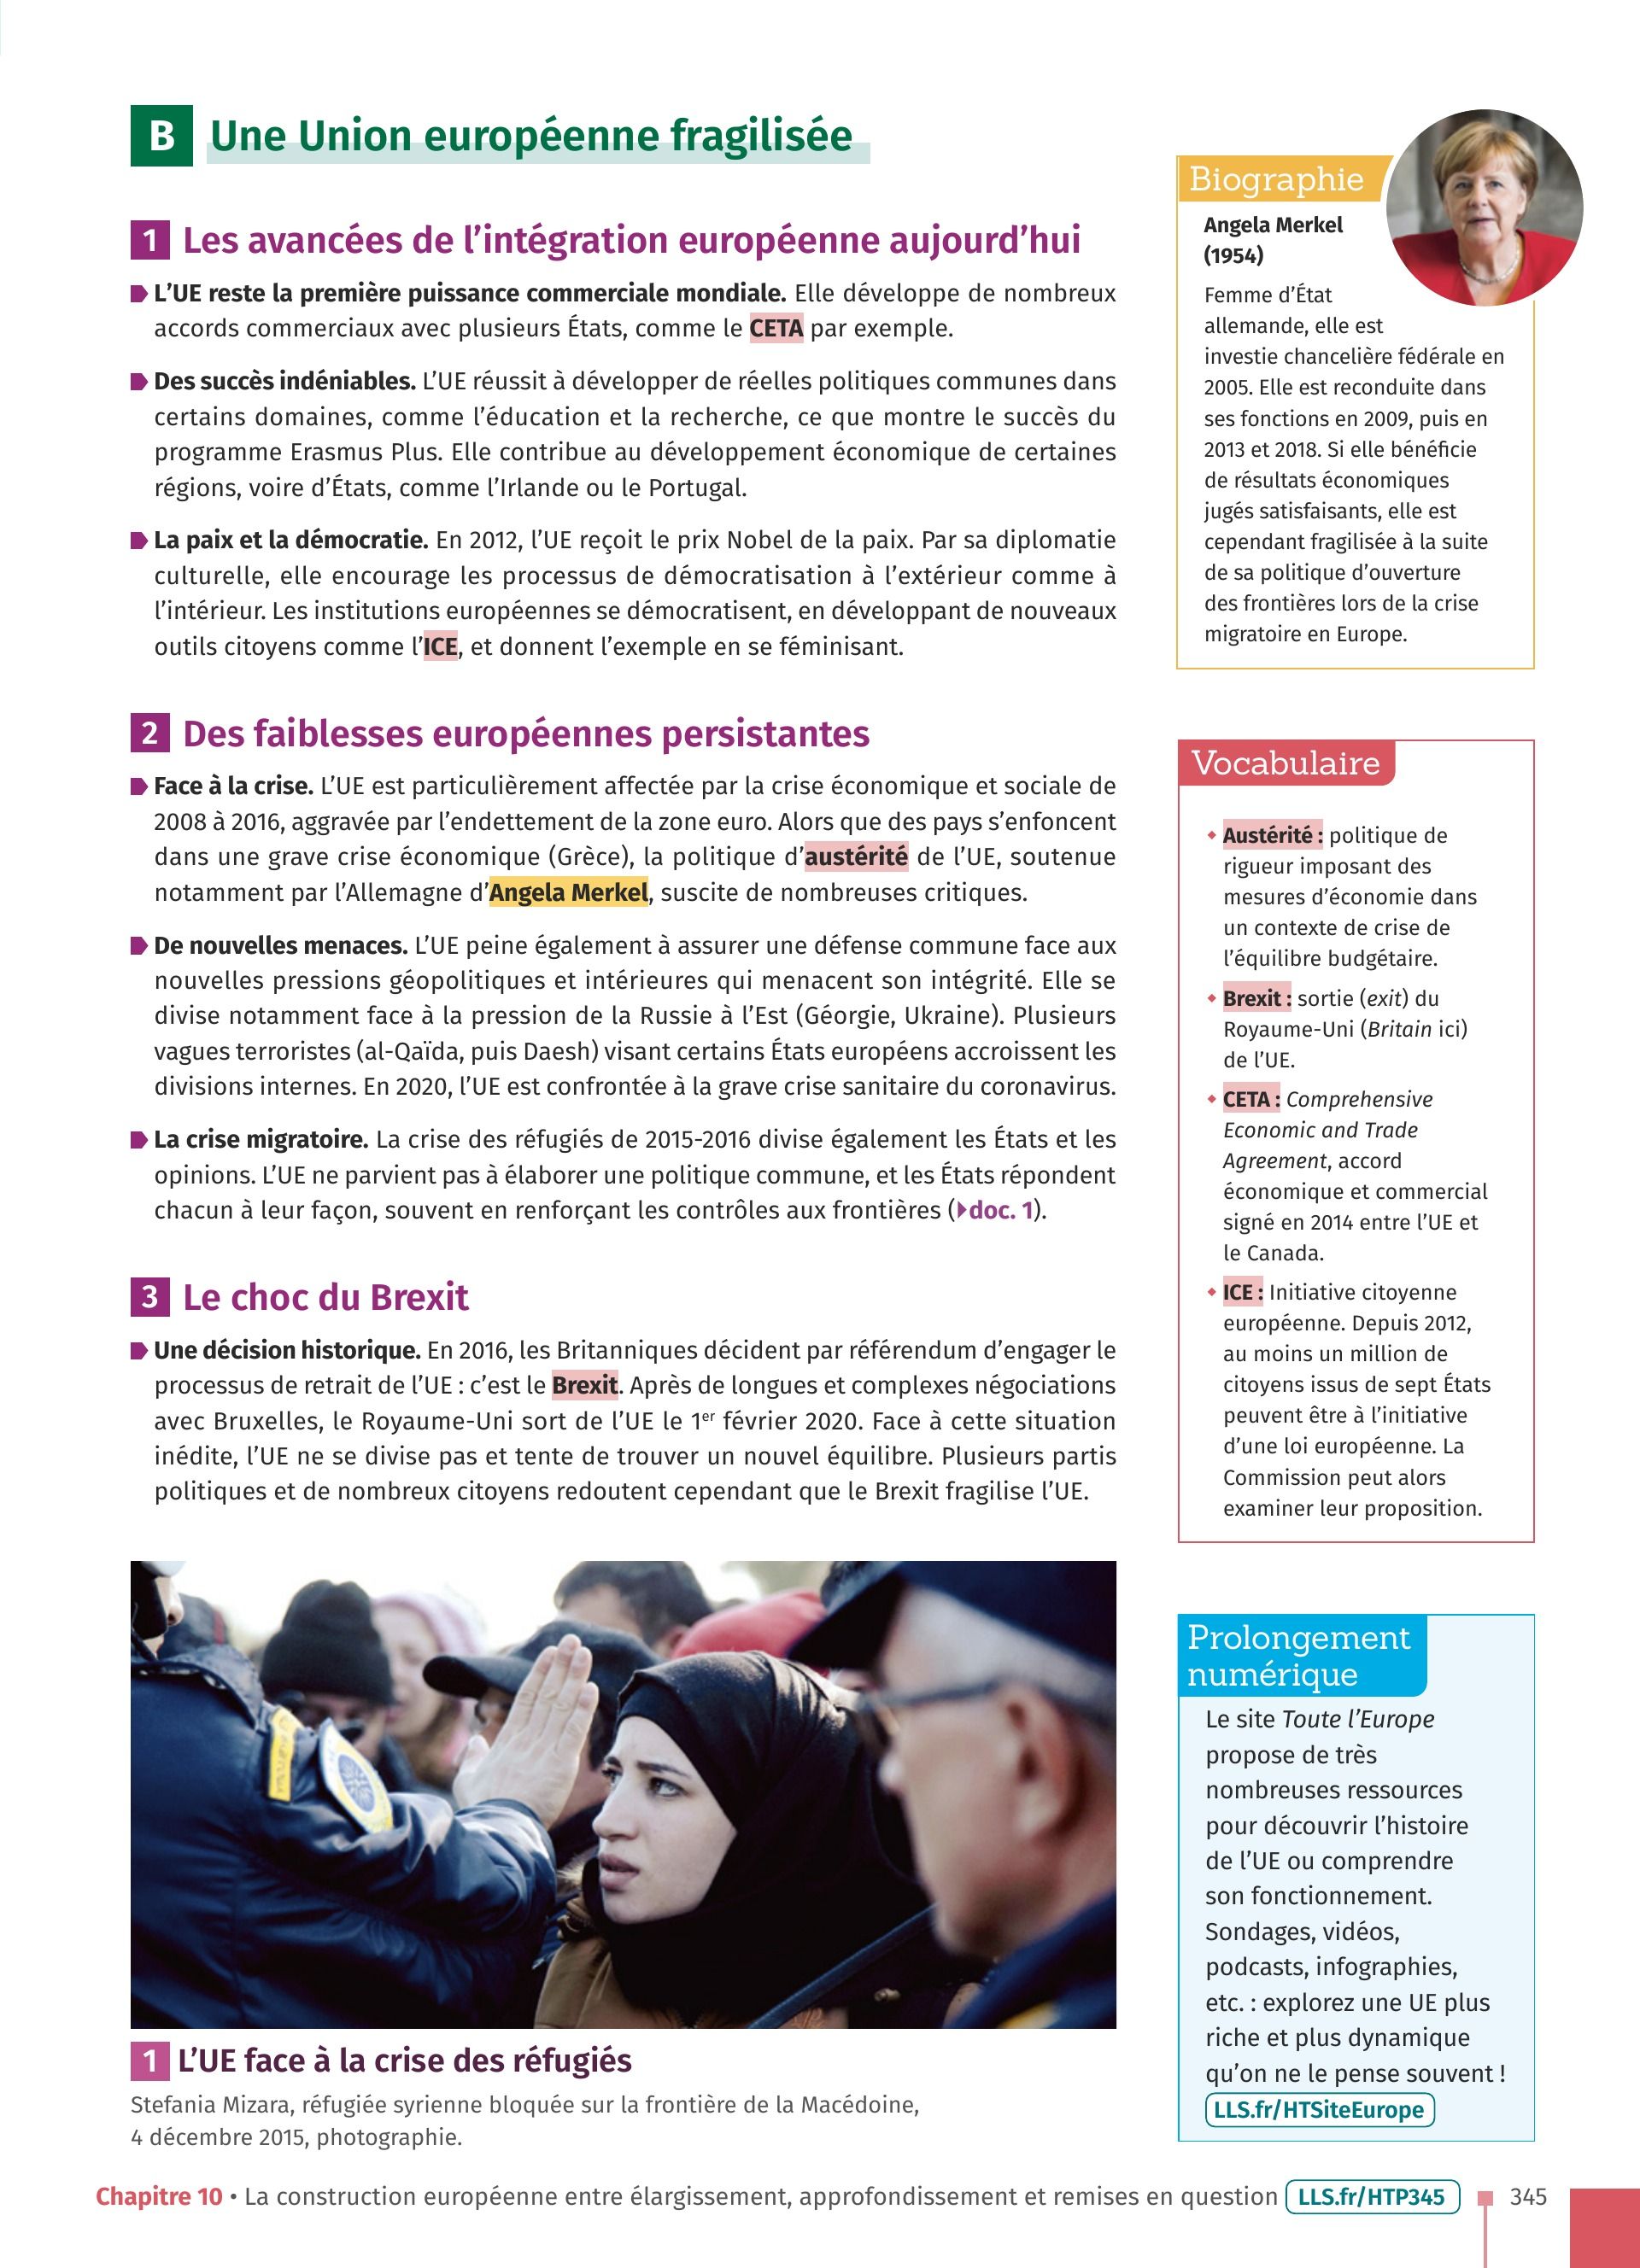 B Une Union européenne fragilisée
1 Les avancées de l’intégration européenne aujourd’hui
L’UE reste la première puissance commerciale mondiale. Elle développe de nombreux
accords commerciaux avec plusieurs États, comme le CETA par exemple.
Des succès indéniables. L’UE réussit à développer de réelles politiques communes dans
certains domaines, comme l’éducation et la recherche, ce que montre le succès du
programme Erasmus Plus. Elle contribue au développement économique de certaines
régions, voire d’États, comme l’Irlande ou le Portugal.
La paix et la démocratie. En 2012, l’UE reçoit le prix Nobel de la paix. Par sa diplomatie
culturelle, elle encourage les processus de démocratisation à l’extérieur comme à
l’intérieur. Les institutions européennes se démocratisent, en développant de nouveaux
outils citoyens comme l’ICE, et donnent l’exemple en se féminisant.
2 Des faiblesses européennes persistantes
Face à la crise. L’UE est particulièrement affectée par la crise économique et sociale de
2008 à 2016, aggravée par l’endettement de la zone euro. Alors que des pays s’enfoncent
dans une grave crise économique (Grèce), la politique d’austérité de l’UE, soutenue
notamment par l’Allemagne d’Angela Merkel, suscite de nombreuses critiques.
De nouvelles menaces. L’UE peine également à assurer une défense commune face aux
nouvelles pressions géopolitiques et intérieures qui menacent son intégrité. Elle se
divise notamment face à la pression de la Russie à l’Est (Géorgie, Ukraine). Plusieurs
vagues terroristes (al-Qaïda, puis Daesh) visant certains États européens accroissent les
divisions internes. En 2020, l’UE est confrontée à la grave crise sanitaire du coronavirus.
La crise migratoire. La crise des réfugiés de 2015-2016 divise également les États et les
opinions. L’UE ne parvient pas à élaborer une politique commune, et les États répondent
chacun à leur façon, souvent en renforçant les contrôles aux frontières (doc. 1).
3 Le choc du Brexit
Une décision historique. En 2016, les Britanniques décident par référendum d’engager le
processus de retrait de l’UE : c’est le Brexit. Après de longues et complexes négociations
avec Bruxelles, le Royaume-Uni sort de l’UE le 1er février 2020. Face à cette situation
inédite, l’UE ne se divise pas et tente de trouver un nouvel équilibre. Plusieurs partis
politiques et de nombreux citoyens redoutent cependant que le Brexit fragilise l’UE.
1 L’UE face à la crise des réfugiés
Stefania Mizara, réfugiée syrienne bloquée sur la frontière de la Macédoine,
4 décembre 2015, photographie.
Biographie
Angela Merkel
(1954)
Femme d’État
allemande, elle est
investie chancelière fédérale en
2005. Elle est reconduite dans
ses fonctions en 2009, puis en
2013 et 2018. Si elle bénéficie
de résultats économiques
jugés satisfaisants, elle est
cependant fragilisée à la suite
de sa politique d’ouverture
des frontières lors de la crise
migratoire en Europe.
Vocabulaire
Austérité : politique de
rigueur imposant des
mesures d’économie dans
un contexte de crise de
l’équilibre budgétaire.
Brexit : sortie (exit) du
Royaume-Uni (Britain ici)
de l’UE.
CETA : Comprehensive
Economic and Trade
Agreement, accord
économique et commercial
signé en 2014 entre l’UE et
le Canada.
ICE : Initiative citoyenne
européenne. Depuis 2012,
au moins un million de
citoyens issus de sept États
peuvent être à l’initiative
d’une loi européenne. La
Commission peut alors
examiner leur proposition.
Prolongement
numérique
Le site Toute l’Europe
propose de très
nombreuses ressources
pour découvrir l’histoire
de l’UE ou comprendre
son fonctionnement.
Sondages, vidéos,
podcasts, infographies,
etc. : explorez une UE plus
riche et plus dynamique
qu’on ne le pense souvent !
LLS.fr/HTSiteEurope
Chapitre 10 • La construction européenne entre élargissement, approfondissement et remises en question LLS.fr/HTP345 345